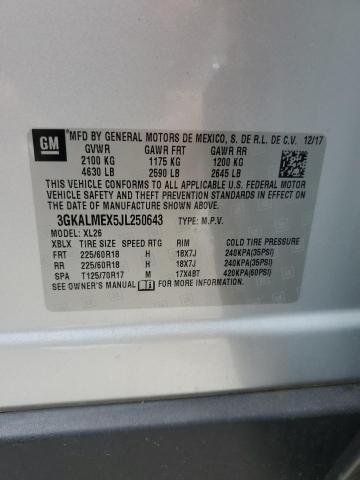 GM MFD BY GENERAL MOTORS DE MEXICO, S. DE R.L. DE C.V. 12/17
GVWR GAWR FRT GAWR RR
2100 KG 1175 KG 1200 KG
4630 LB 2590 LB 2645 LB
THIS VEHICLE CONFORMS TO ALL APPLICABLE U.S. FEDERAL MOTOR
VEHICLE SAFETY AND THEFT PREVENTION STANDARDS IN EFFECT ON
THE DATE OF MANUFACTURE SHOWN ABOVE.
3GKALMEX5JL250643 TYPE: M.P.V.
MODEL: XL26
XBLX TIRE SIZE SPEED RTG RIM COLD TIRE PRESSURE
FRT 225/60R18 H 18X7J 240KPA(35PSI)
RR 225/60R18 H 18X7J 240KPA(35PSI)
SPA T125/70R17 M 17X4BT 420KPA(60PSI)
SEE OWNER'S MANUAL FOR ADDITIONAL INFORMATION.